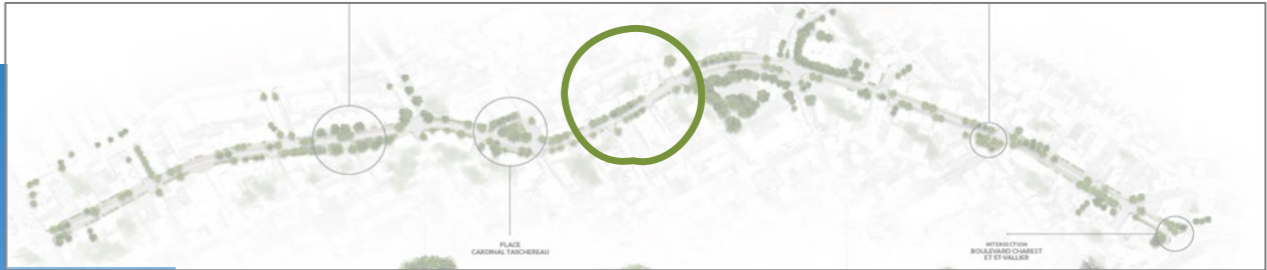 PLACE
CARDINAL TASCHEREAU
INTERSECTION
BOULEVARD CHAREST
ET ST-VALLIER